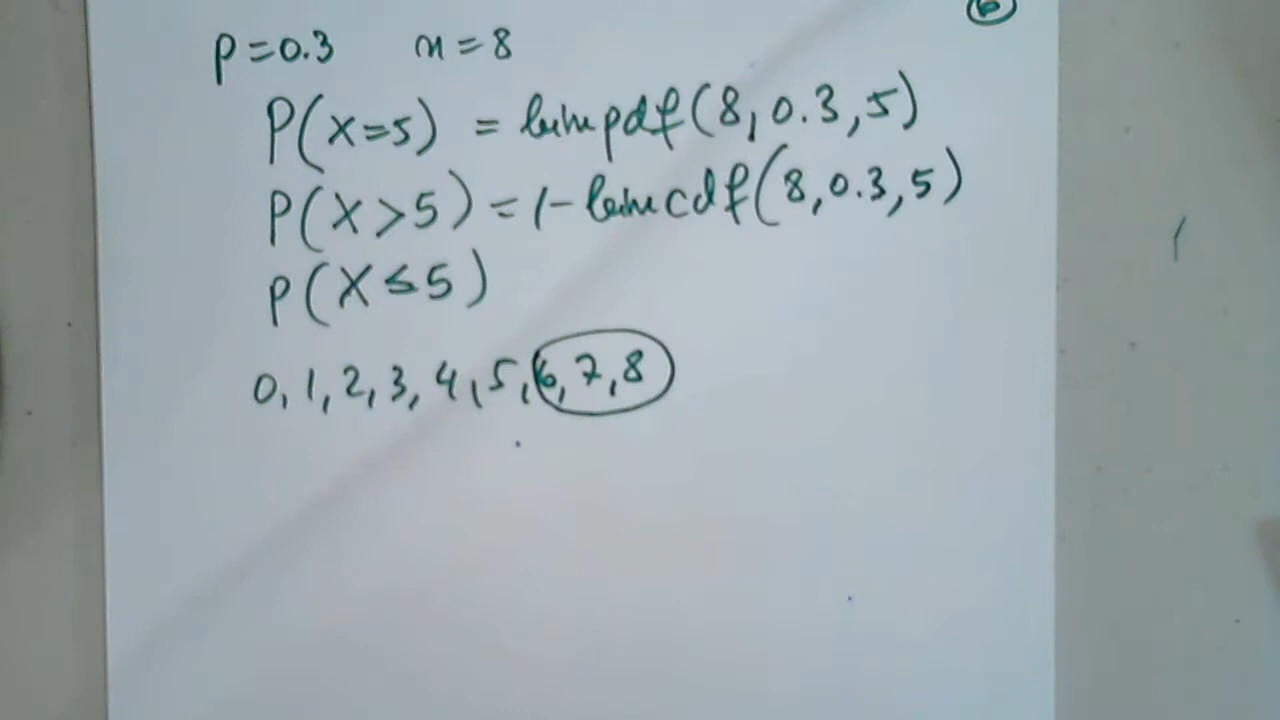 6
p=0.3 n=8
P(X=5) = binompdf(8,0.3,5)
P(X>5)=1-binomcdf(8,0.3,5)
P(X≤5)
0,1,2,3,4,5,6,7,8